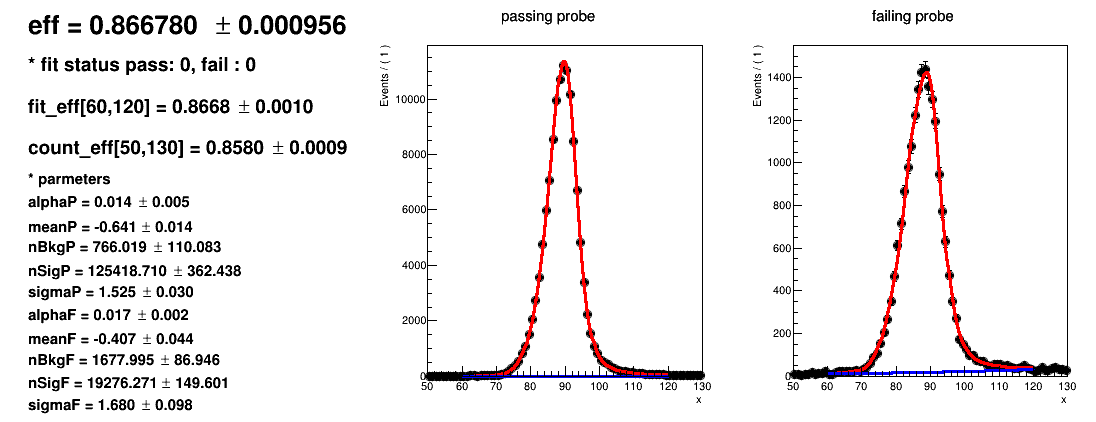 eff = 0.866780 ± 0.000956
* fit status pass: 0, fail : 0
fit_eff[60,120] = 0.8668 ± 0.0010
count_eff[50,130] = 0.8580 ± 0.0009
* parmeters
alphaP = 0.014 ± 0.005
meanP = -0.641 ± 0.014
nBkgP = 766.019 ± 110.083
nSigP = 125418.710 ± 362.438
sigmaP = 1.525 ± 0.030
alphaF = 0.017 ± 0.002
meanF = -0.407 ± 0.044
nBkgF = 1677.995 ± 86.946
nSigF = 19276.271 ± 149.601
sigmaF = 1.680 ± 0.098
passing probe
Events / ( 1 )
10000
8000
6000
4000
2000
0
50 60 70 80 90 100 110 120 130
x
failing probe
Events / ( 1 )
1400
1200
1000
800
600
400
200
0
50 60 70 80 90 100 110 120 130
x